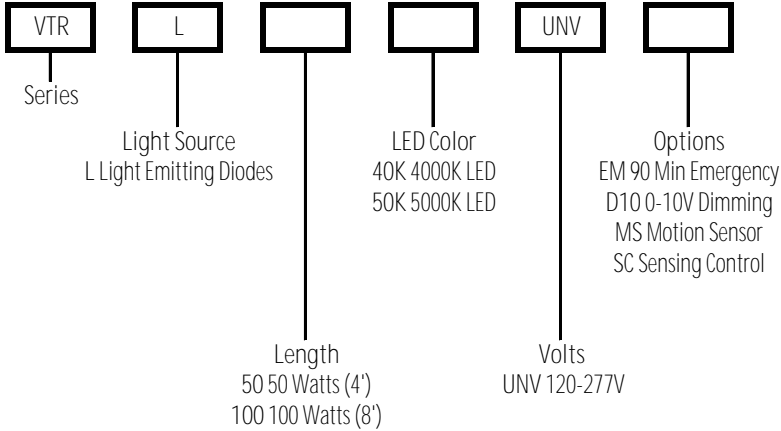 VTR
L
UNV
Series
Light Source
L Light Emitting Diodes
LED Color
40K 4000K LED
50K 5000K LED
Options
EM 90 Min Emergency
D10 0-10V Dimming
MS Motion Sensor
SC Sensing Control
Length
50 50 Watts (4')
100 100 Watts (8')
Volts
UNV 120-277V